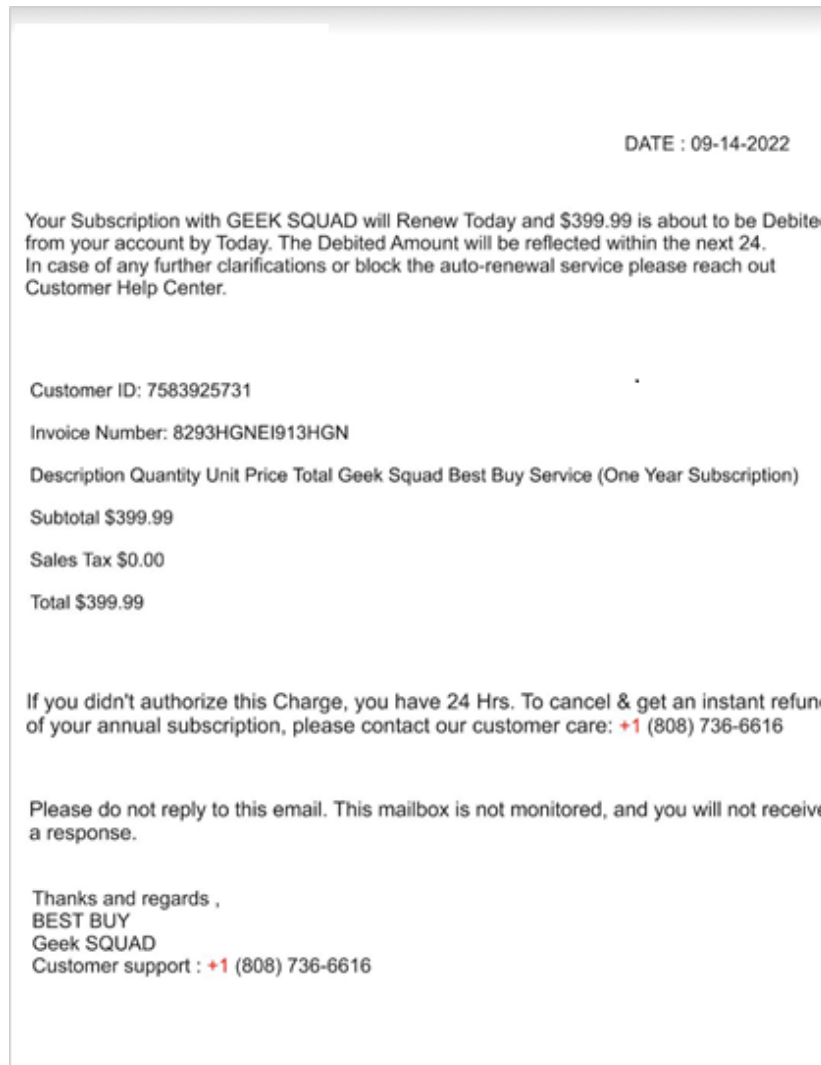 DATE : 09-14-2022
Your Subscription with GEEK SQUAD will Renew Today and $399.99 is about to be Debited
from your account by Today. The Debited Amount will be reflected within the next 24.
In case of any further clarifications or block the auto-renewal service please reach out
Customer Help Center.
Customer ID: 7583925731
Invoice Number: 8293HGNEI913HGN
Description Quantity Unit Price Total Geek Squad Best Buy Service (One Year Subscription)
Subtotal $399.99
Sales Tax $0.00
Total $399.99
If you didn't authorize this Charge, you have 24 Hrs. To cancel & get an instant refund
of your annual subscription, please contact our customer care: +1 (808) 736-6616
Please do not reply to this email. This mailbox is not monitored, and you will not receive
a response.
Thanks and regards ,
BEST BUY
Geek SQUAD
Customer support : +1 (808) 736-6616